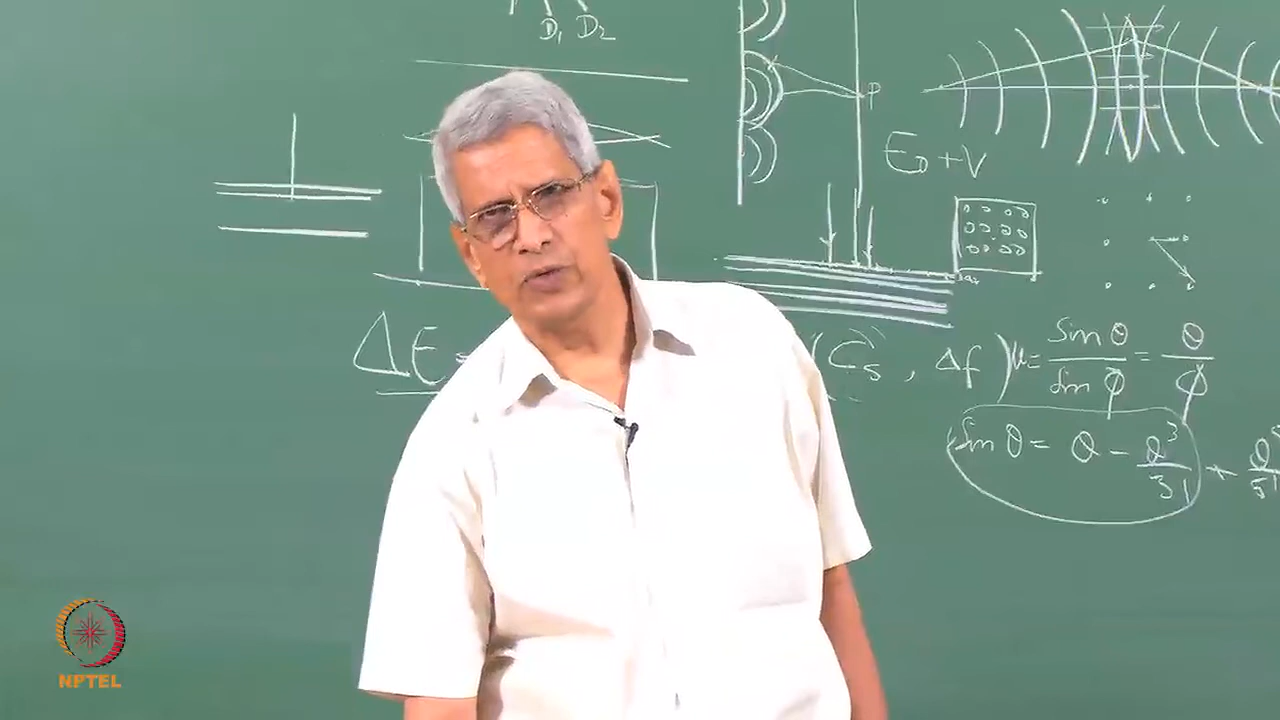 D₁ D₂
P
E₀ + V
ΔE =
(Cₛ, Δf)
μ = Sin θ / Sin φ = θ / φ
Sin θ = θ - θ³/3! + θ⁵/5!
NPTEL